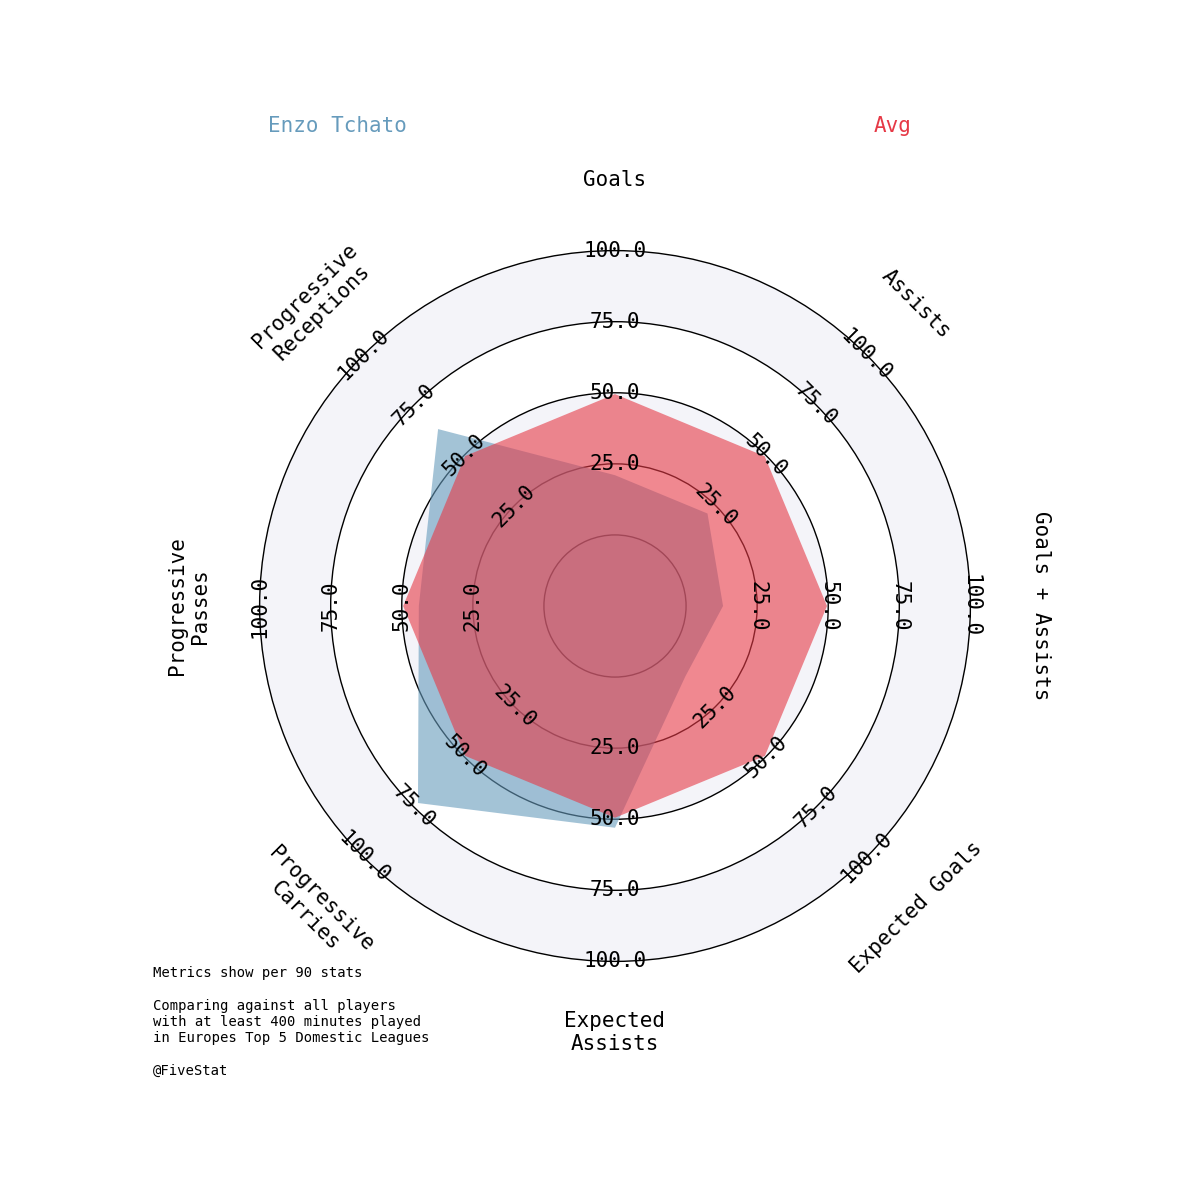 Enzo Tchato
Avg
Goals
Assists
Goals + Assists
Expected Goals
Expected
Assists
Progressive
Carries
Progressive
Passes
Progressive
Receptions
25.0
50.0
75.0
100.0
25.0
50.0
75.0
100.0
25.0
50.0
75.0
100.0
25.0
50.0
75.0
100.0
25.0
50.0
75.0
100.0
25.0
50.0
75.0
100.0
25.0
50.0
75.0
100.0
25.0
50.0
75.0
100.0
Metrics show per 90 stats
Comparing against all players
with at least 400 minutes played
in Europes Top 5 Domestic Leagues
@FiveStat